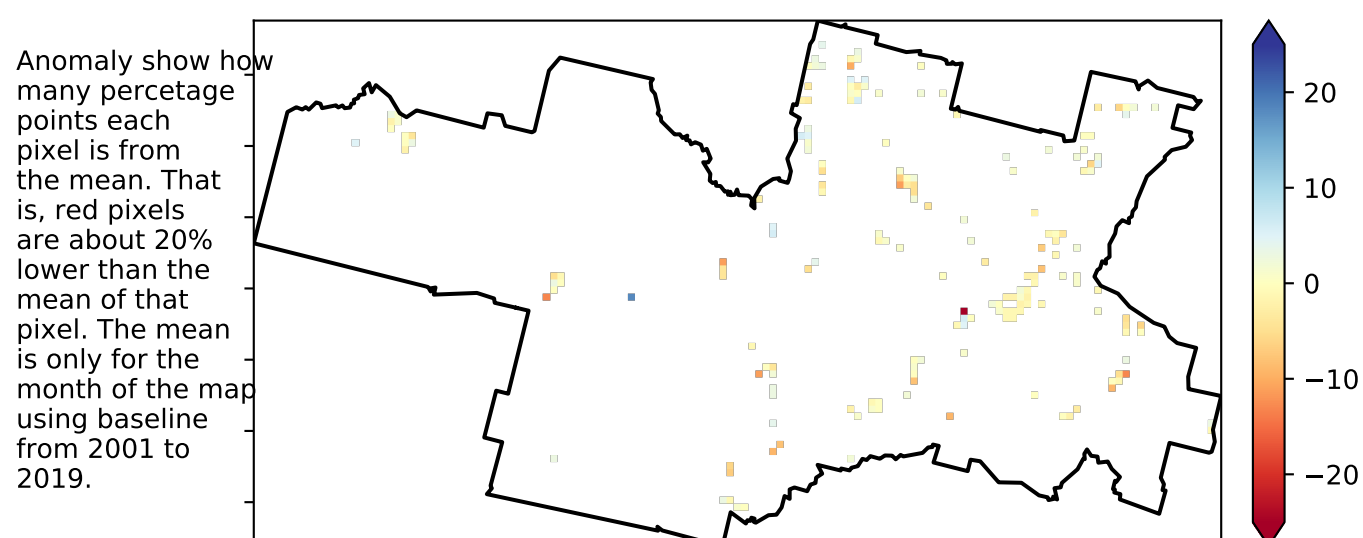 Anomaly show how
many percetage
points each
pixel is from
the mean. That
is, red pixels
are about 20%
lower than the
mean of that
pixel. The mean
is only for the
month of the map
using baseline
from 2001 to
2019.
20
10
0
−10
−20